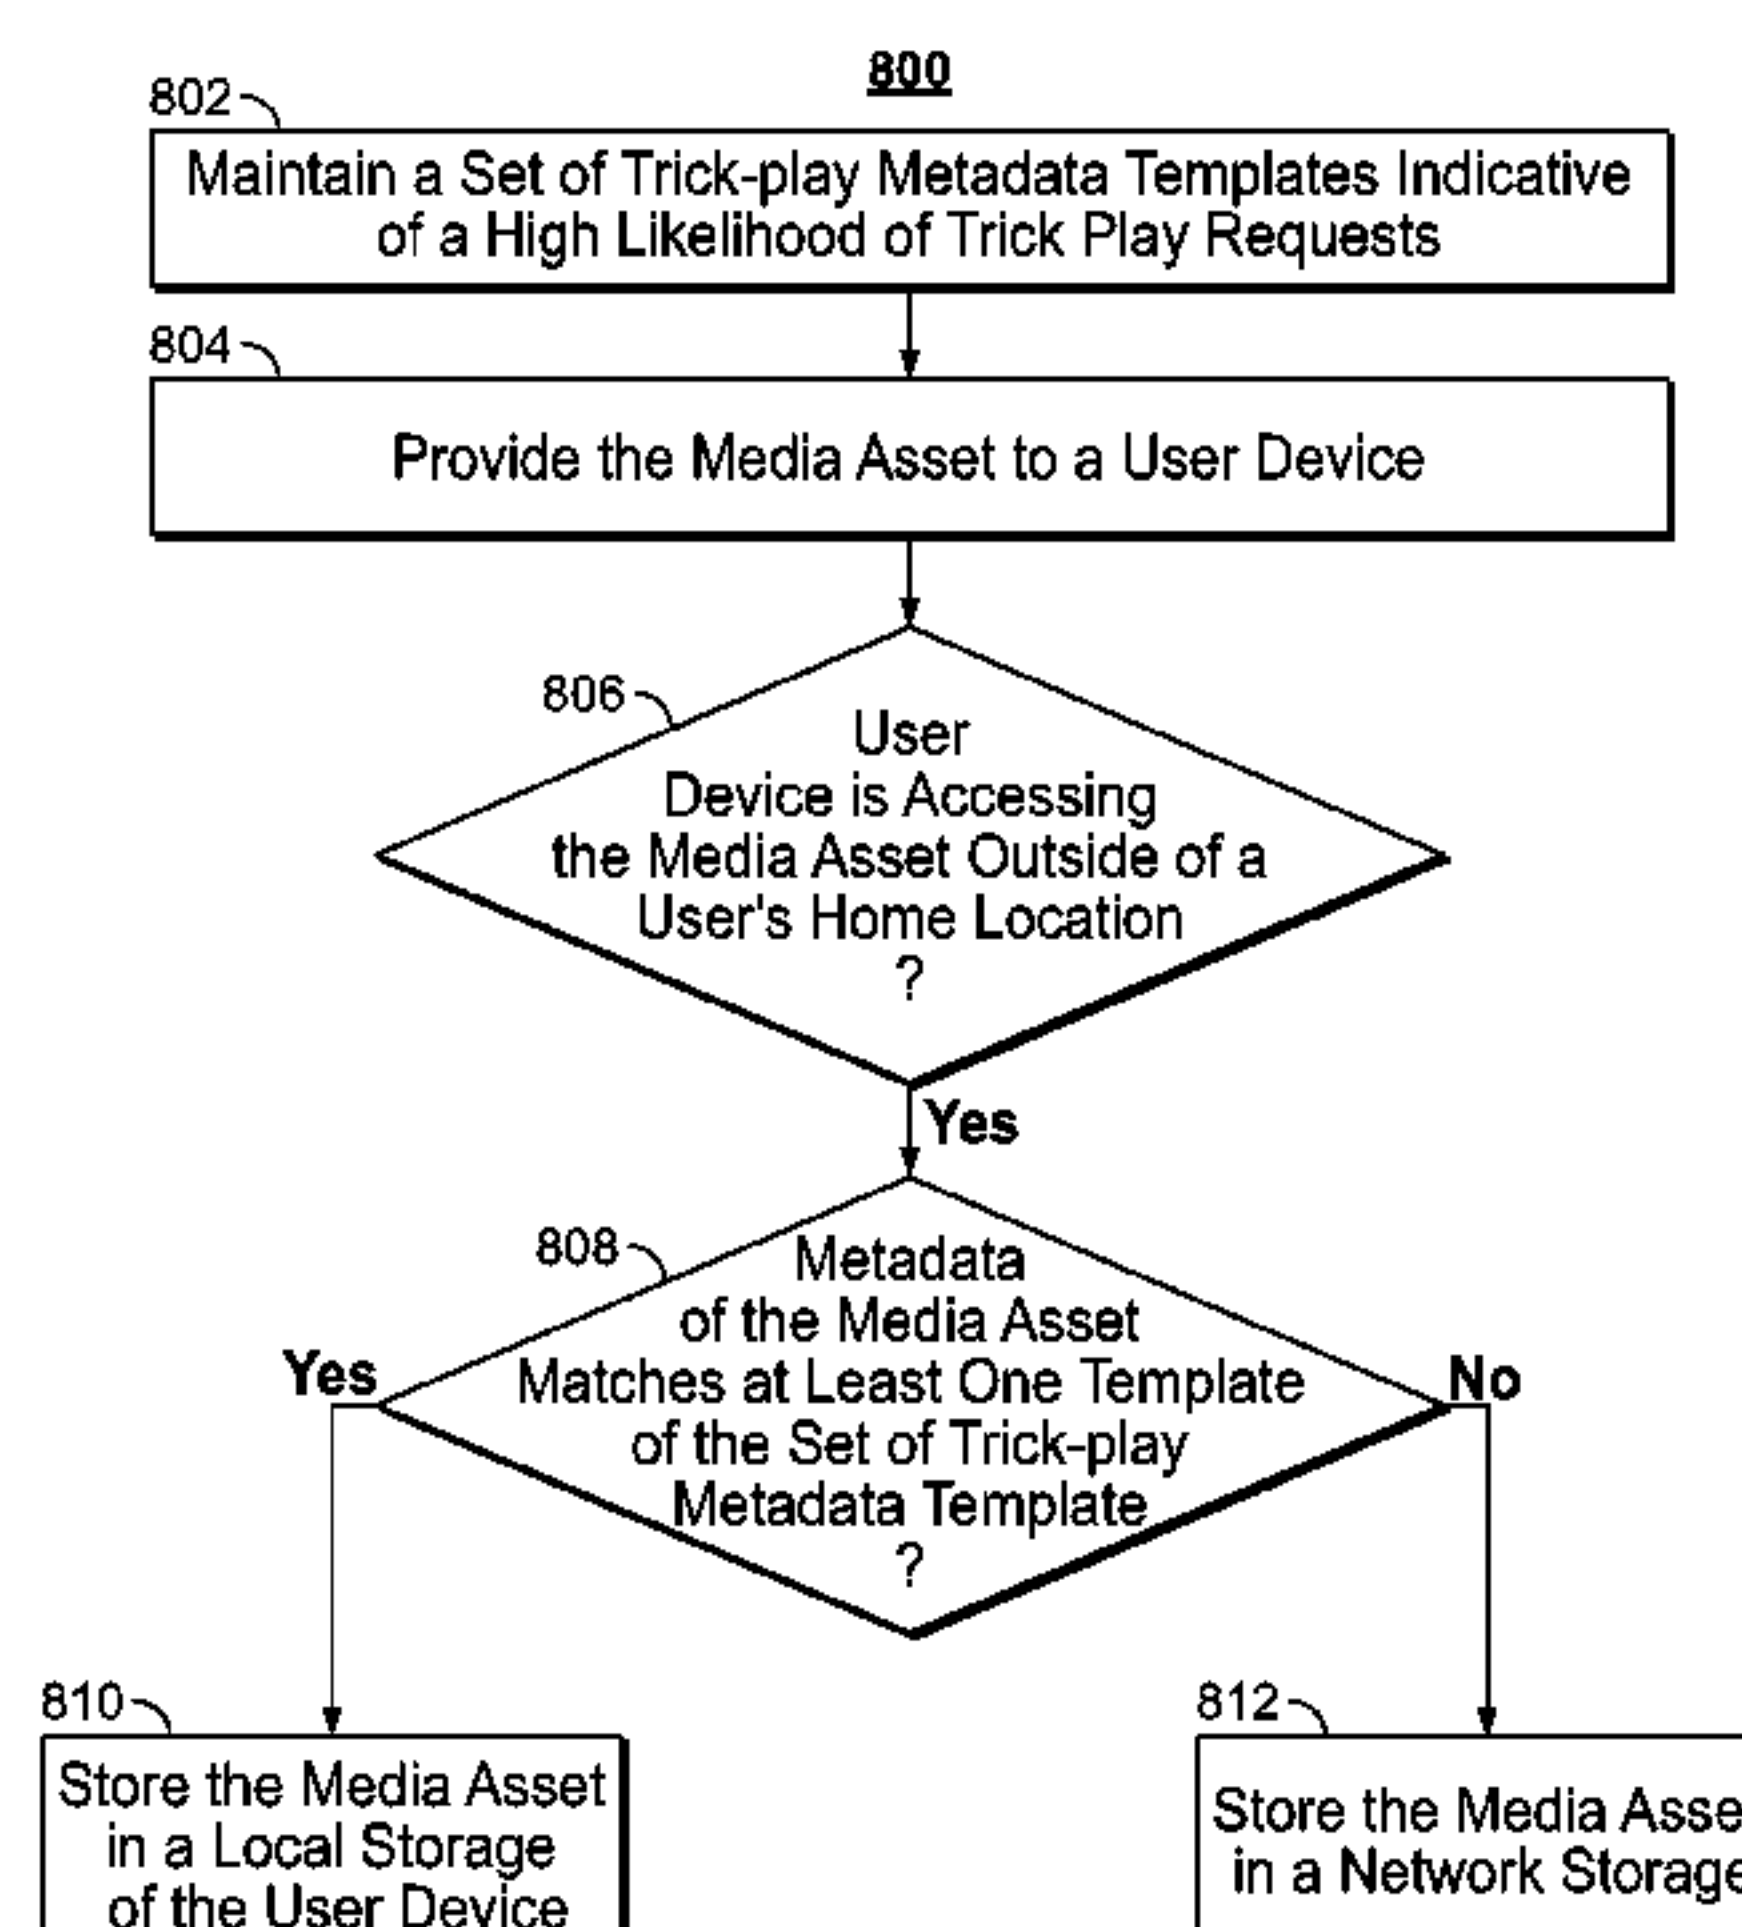 800
802
Maintain a Set of Trick-play Metadata Templates Indicative
of a High Likelihood of Trick Play Requests
804
Provide the Media Asset to a User Device
806
User
Device is Accessing
the Media Asset Outside of a
User's Home Location
?
Yes
808
Metadata
of the Media Asset
Matches at Least One Template
of the Set of Trick-play
Metadata Template
?
Yes
No
810
Store the Media Asset
in a Local Storage
of the User Device
812
Store the Media Asse
in a Network Storage